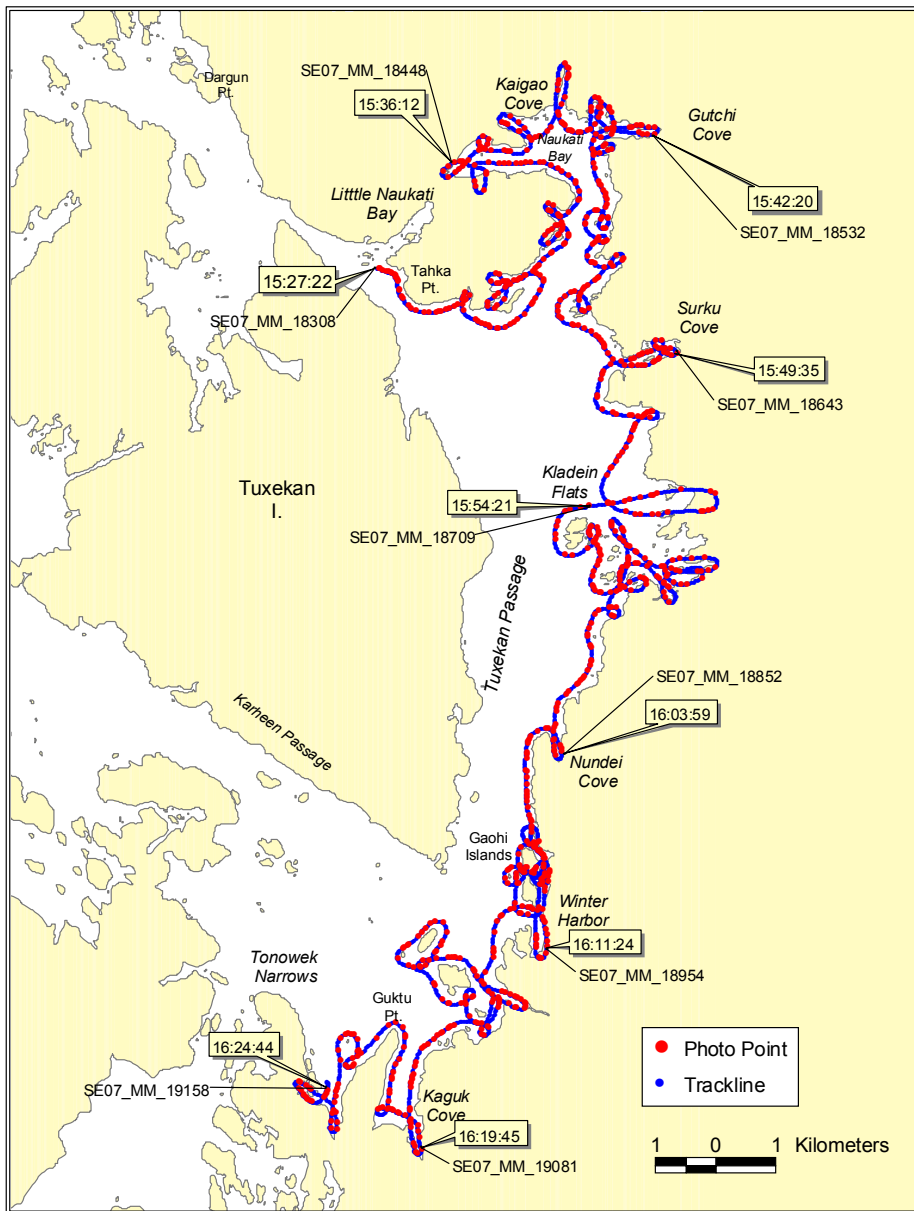 Dargun
Pt.
SE07_MM_18448
15:36:12
Kaigao
Cove
Naukati
Bay
Gutchi
Cove
15:42:20
SE07_MM_18532
Litttle Naukati
Bay
15:27:22
Tahka
Pt.
SE07_MM_18308
Surku
Cove
15:49:35
SE07_MM_18643
Tuxekan
I.
Kladein
Flats
15:54:21
SE07_MM_18709
Tuxekan Passage
SE07_MM_18852
16:03:59
Nundei
Cove
Karheen Passage
Gaohi
Islands
Winter
Harbor
16:11:24
SE07_MM_18954
Tonowek
Narrows
Guktu
Pt.
16:24:44
SE07_MM_19158
Kaguk
Cove
16:19:45
SE07_MM_19081
Photo Point
Trackline
1 0 1 Kilometers